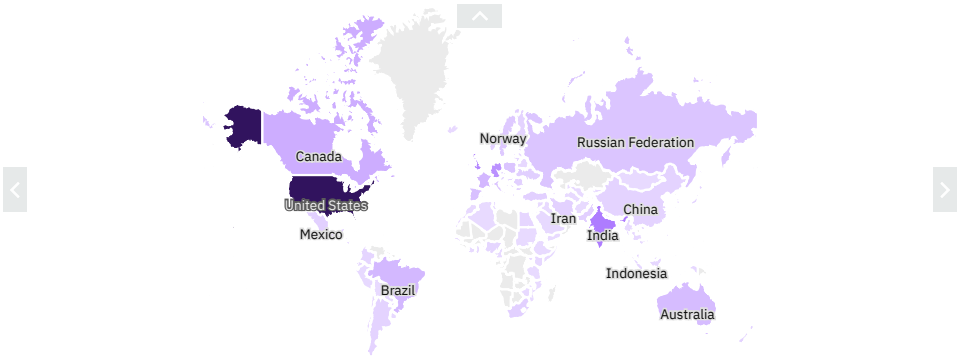 Norway
Russian Federation
Canada
United States
China
Iran
Mexico
India
Indonesia
Brazil
Australia